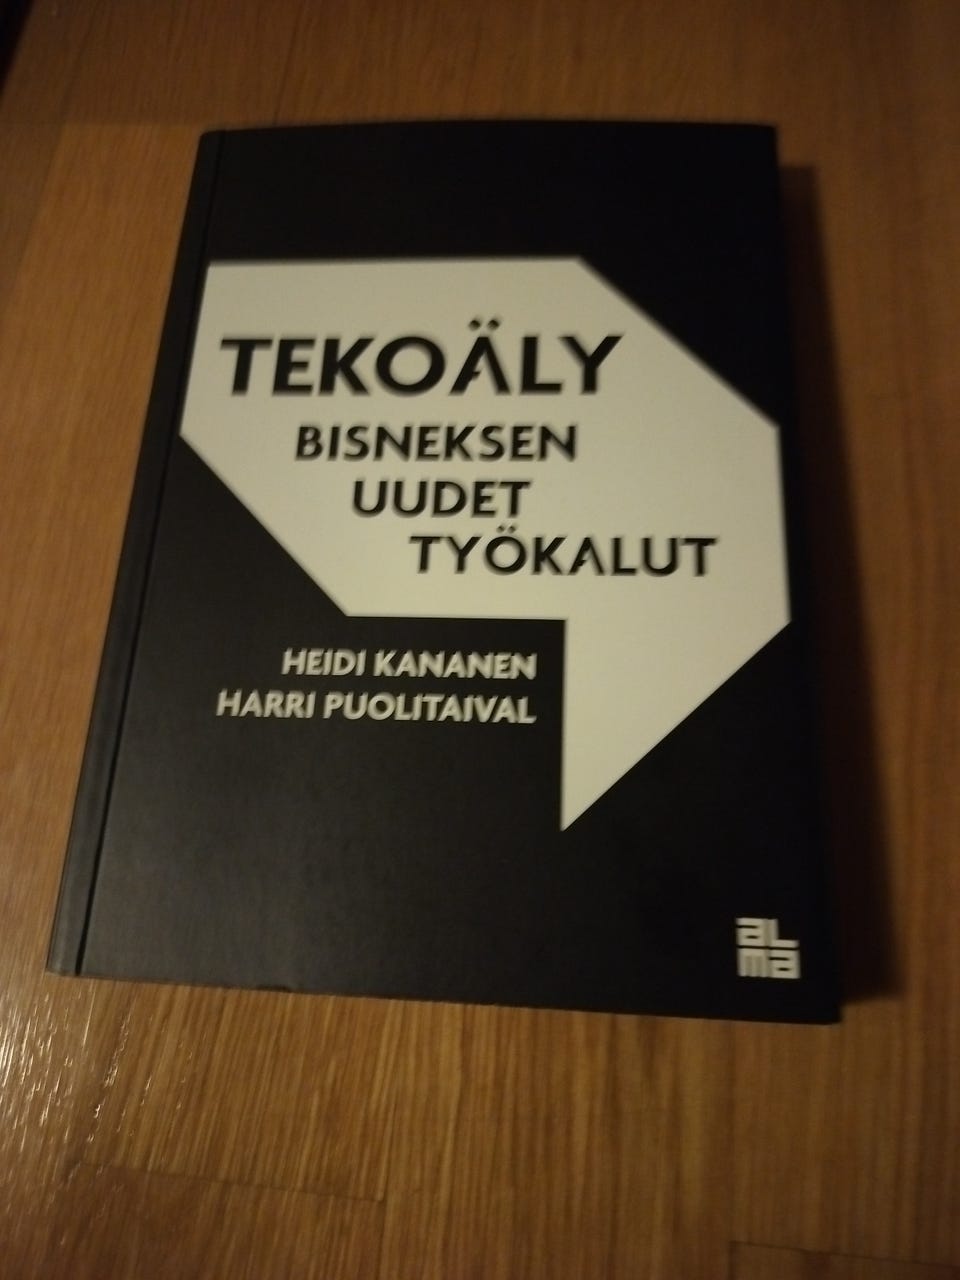 TEKOÄLY
BISNEKSEN
UUDET
TYÖKALUT
HEIDI KANANEN
HARRI PUOLITAIVAL
aL
ma